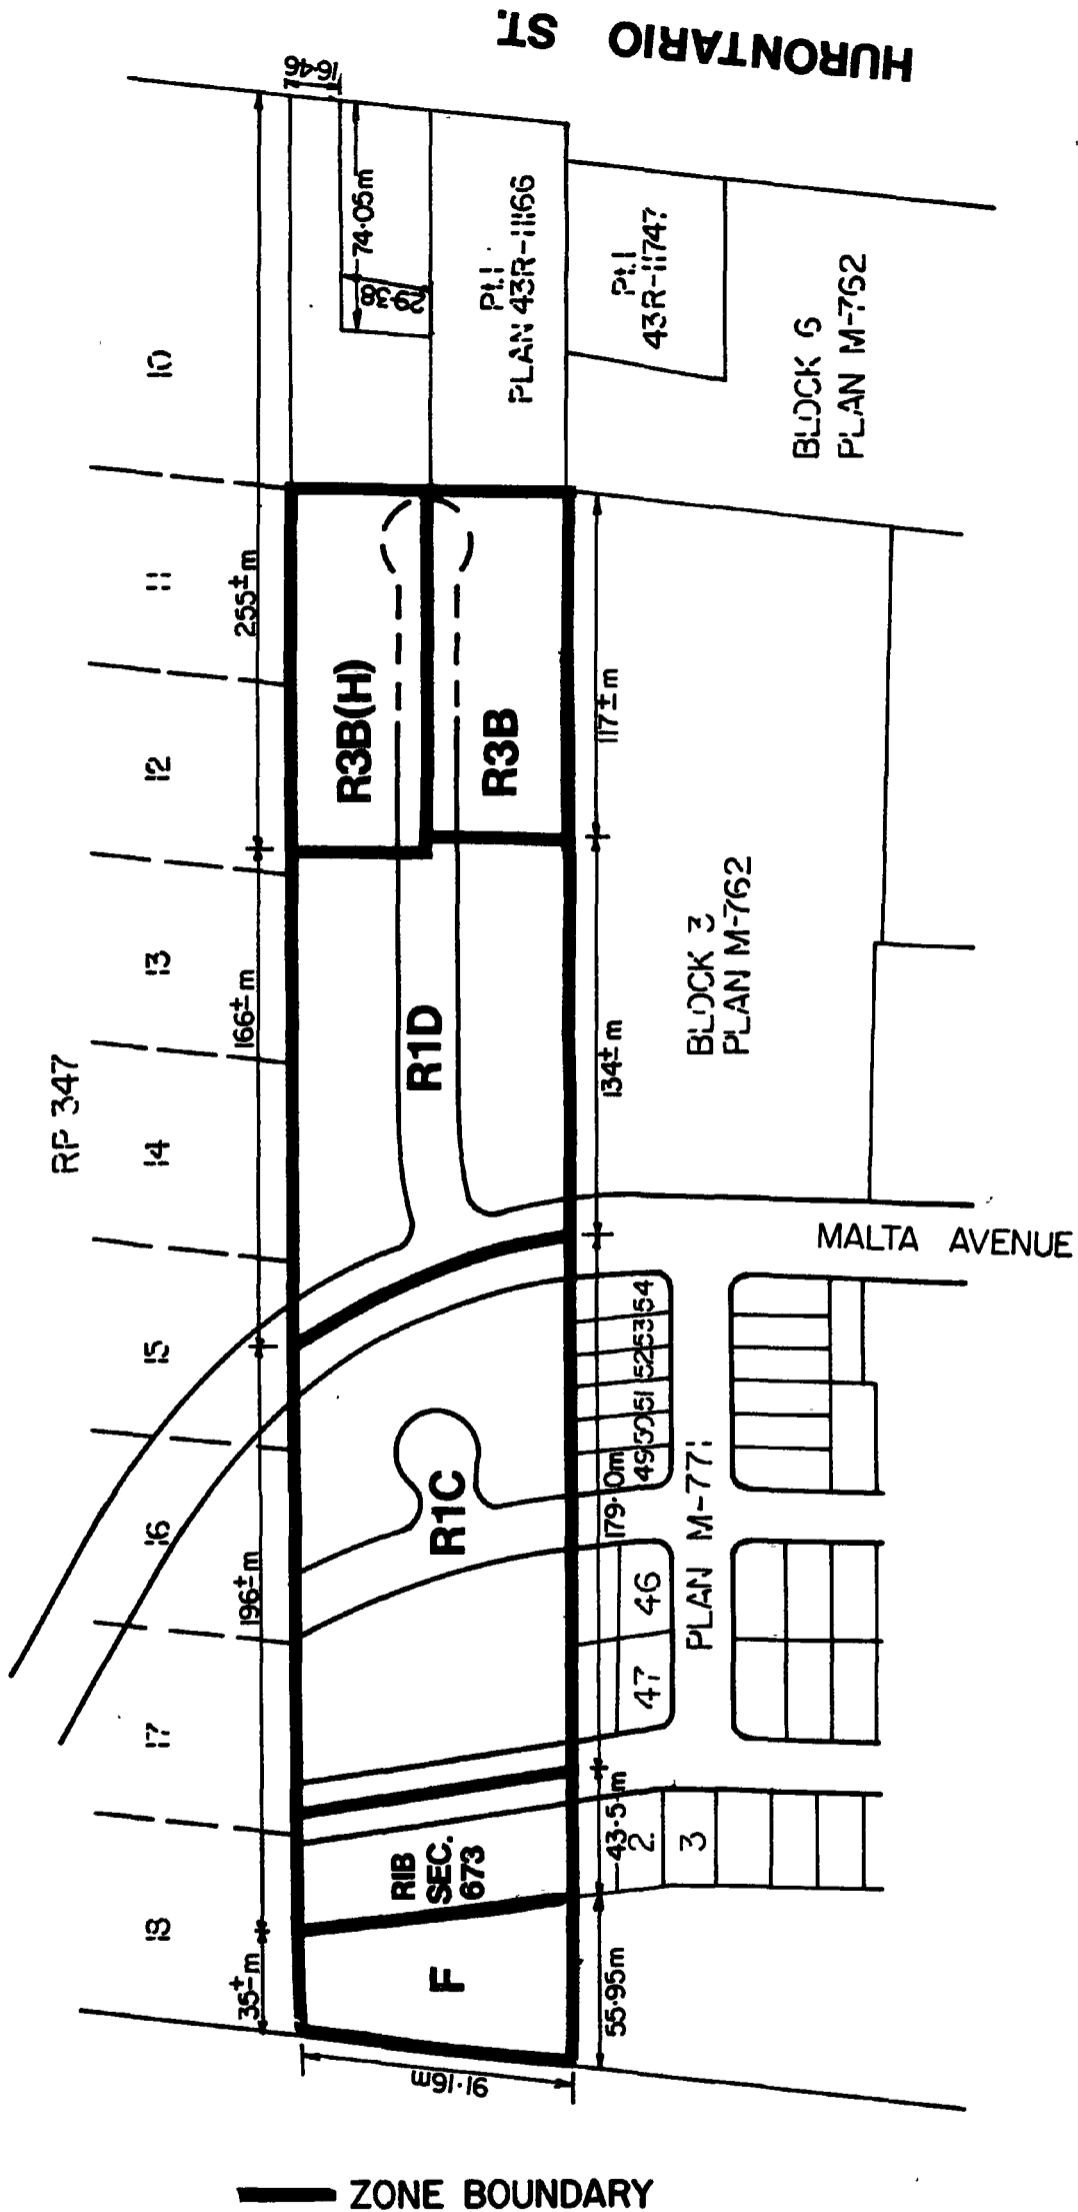 HURONTARIO ST.
16·46
74·05m
29·38
Pt.1
PLAN 43R-11166
Pt.1
43R-11747
BLOCK 6
PLAN M-762
10
11
12
13
14
15
16
17
18
RP 347
255±m
166±m
196±m
35±m
R3B(H)
R3B
117±m
R1D
134±m
BLOCK 3
PLAN M-762
MALTA AVENUE
R1C
49 50 51 52 53 54
179·0m
46
47
PLAN M-771
R1B
SEC.
673
43·5m
2
3
F
55·95m
91·16m
ZONE BOUNDARY